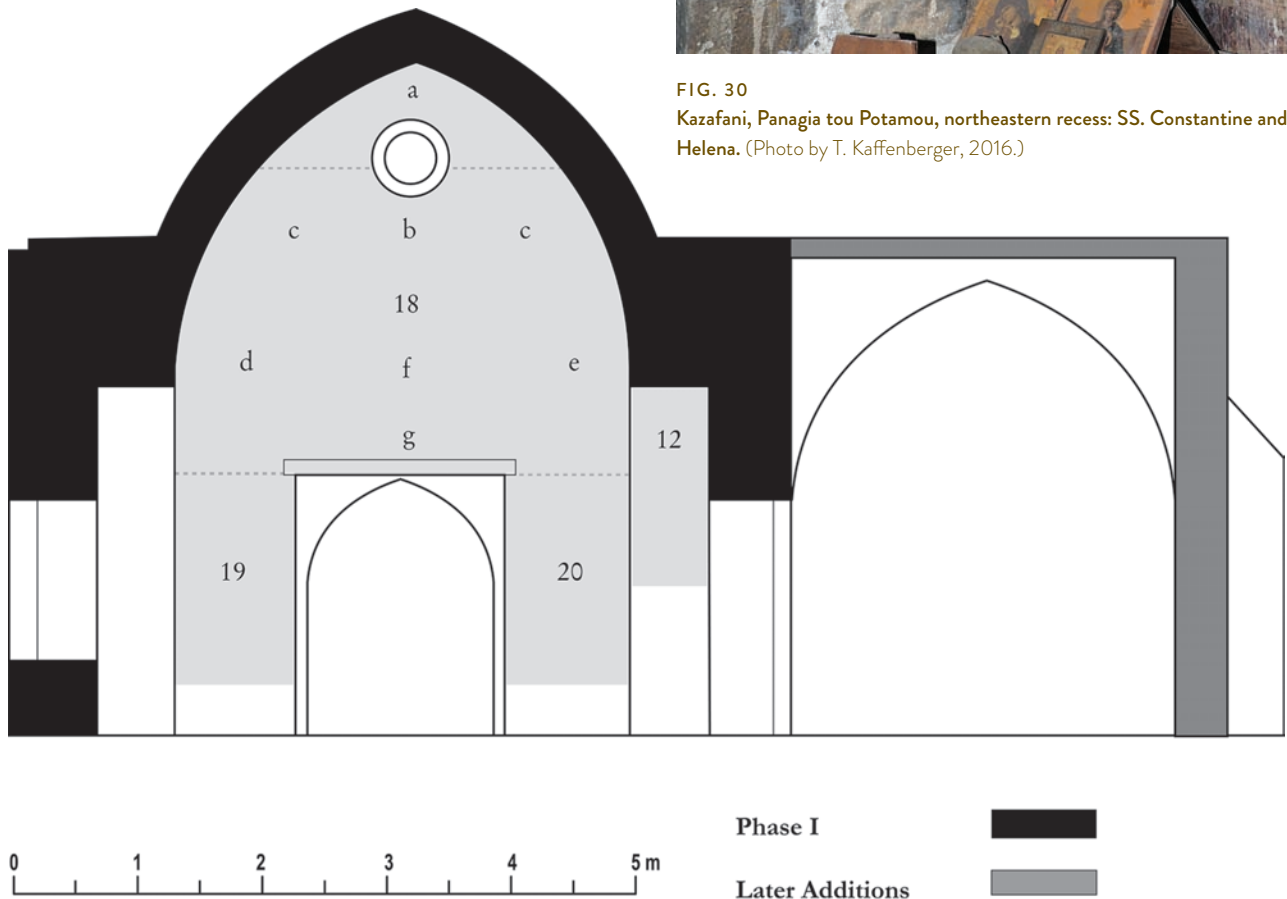 FIG. 30
Kazafani, Panagia tou Potamou, northeastern recess: SS. Constantine and
Helena. (Photo by T. Kaffenberger, 2016.)
a
c b c
18
d f e
g
12
19 20
0 1 2 3 4 5 m
Phase I
Later Additions